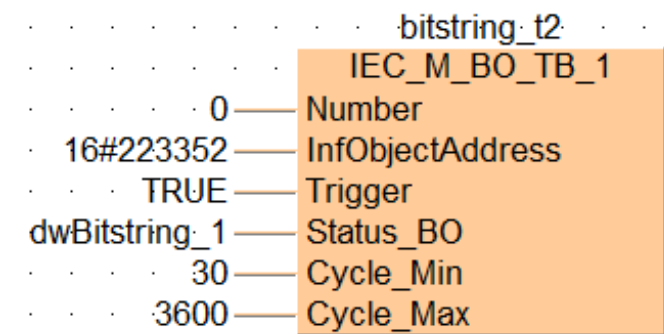 bitstring_t2
IEC_M_BO_TB_1
0 Number
16#223352 InfObjectAddress
TRUE Trigger
dwBitstring_1 Status_BO
30 Cycle_Min
3600 Cycle_Max